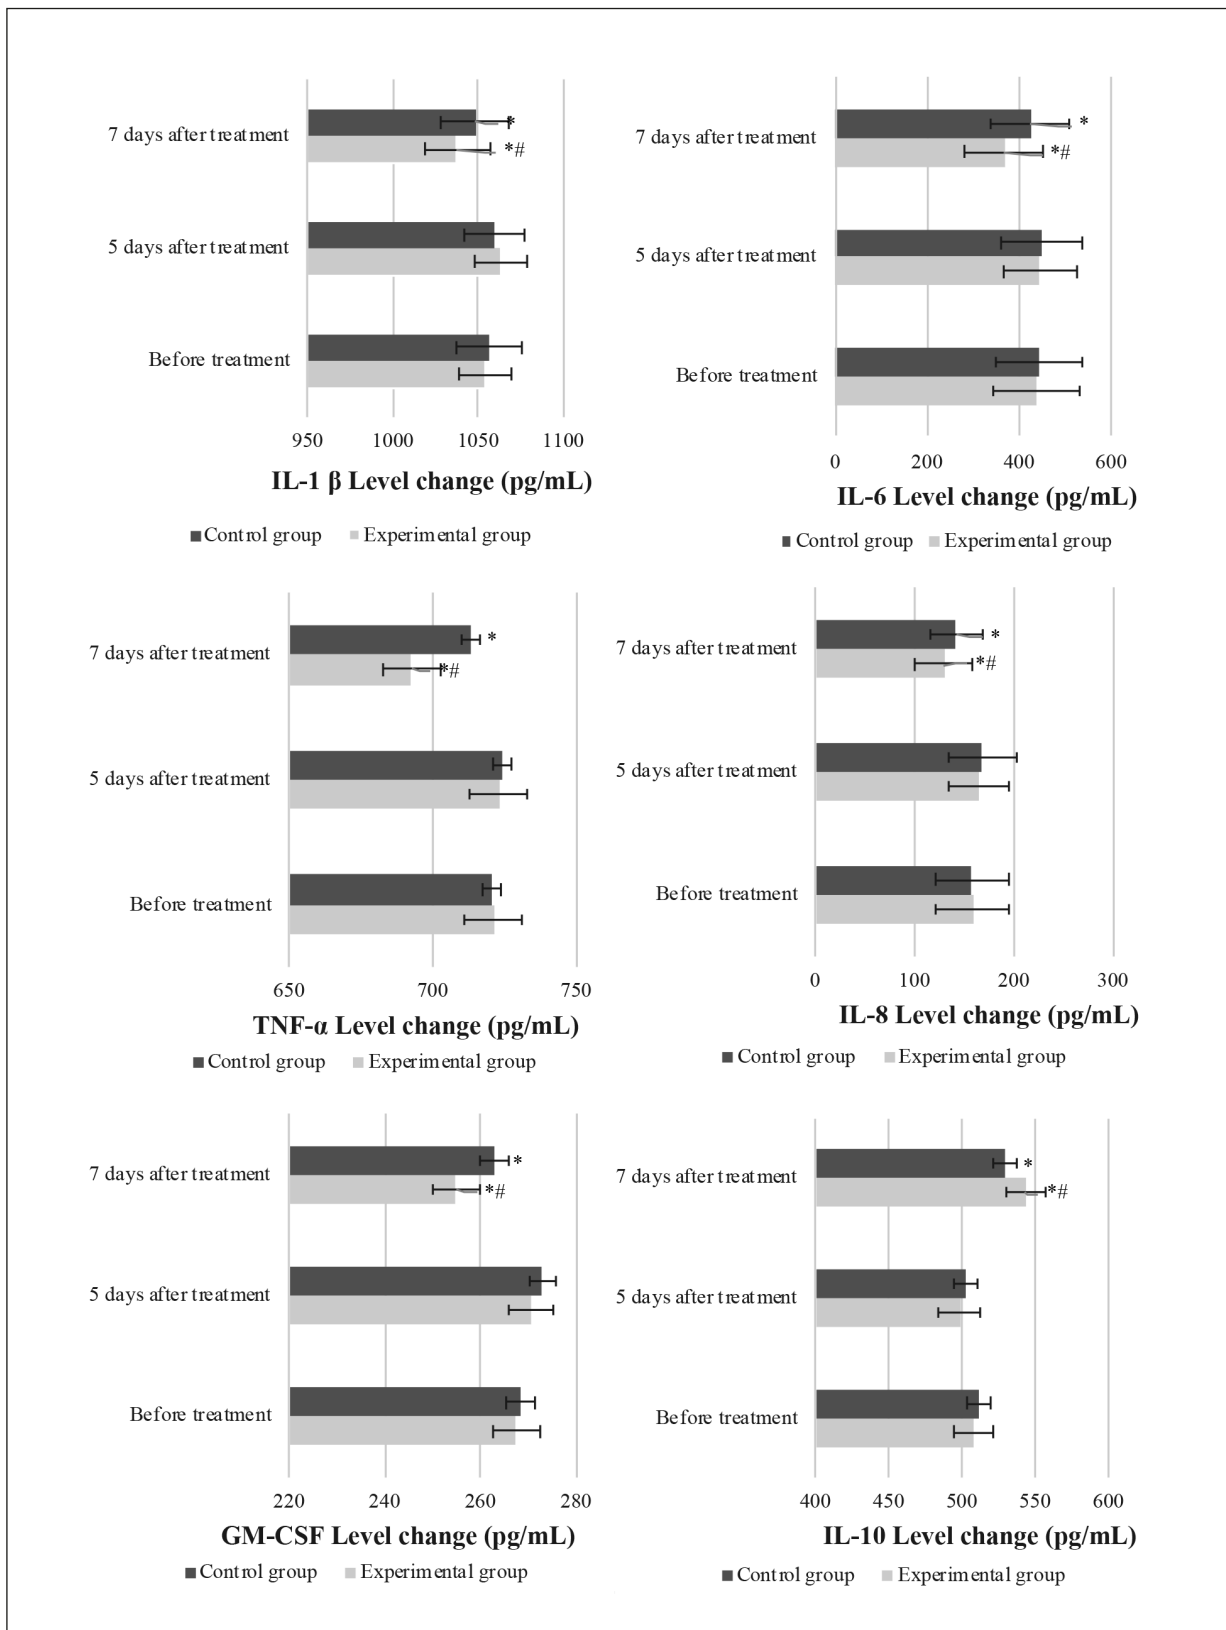 7 days after treatment
*
*#
5 days after treatment
Before treatment
950 1000 1050 1100
IL-1 β Level change (pg/mL)
Control group Experimental group
7 days after treatment
*
*#
5 days after treatment
Before treatment
0 200 400 600
IL-6 Level change (pg/mL)
Control group Experimental group
7 days after treatment
*
*#
5 days after treatment
Before treatment
650 700 750
TNF-α Level change (pg/mL)
Control group Experimental group
7 days after treatment
*
*#
5 days after treatment
Before treatment
0 100 200 300
IL-8 Level change (pg/mL)
Control group Experimental group
7 days after treatment
*
*#
5 days after treatment
Before treatment
220 240 260 280
GM-CSF Level change (pg/mL)
Control group Experimental group
7 days after treatment
*
*#
5 days after treatment
Before treatment
400 450 500 550 600
IL-10 Level change (pg/mL)
Control group Experimental group